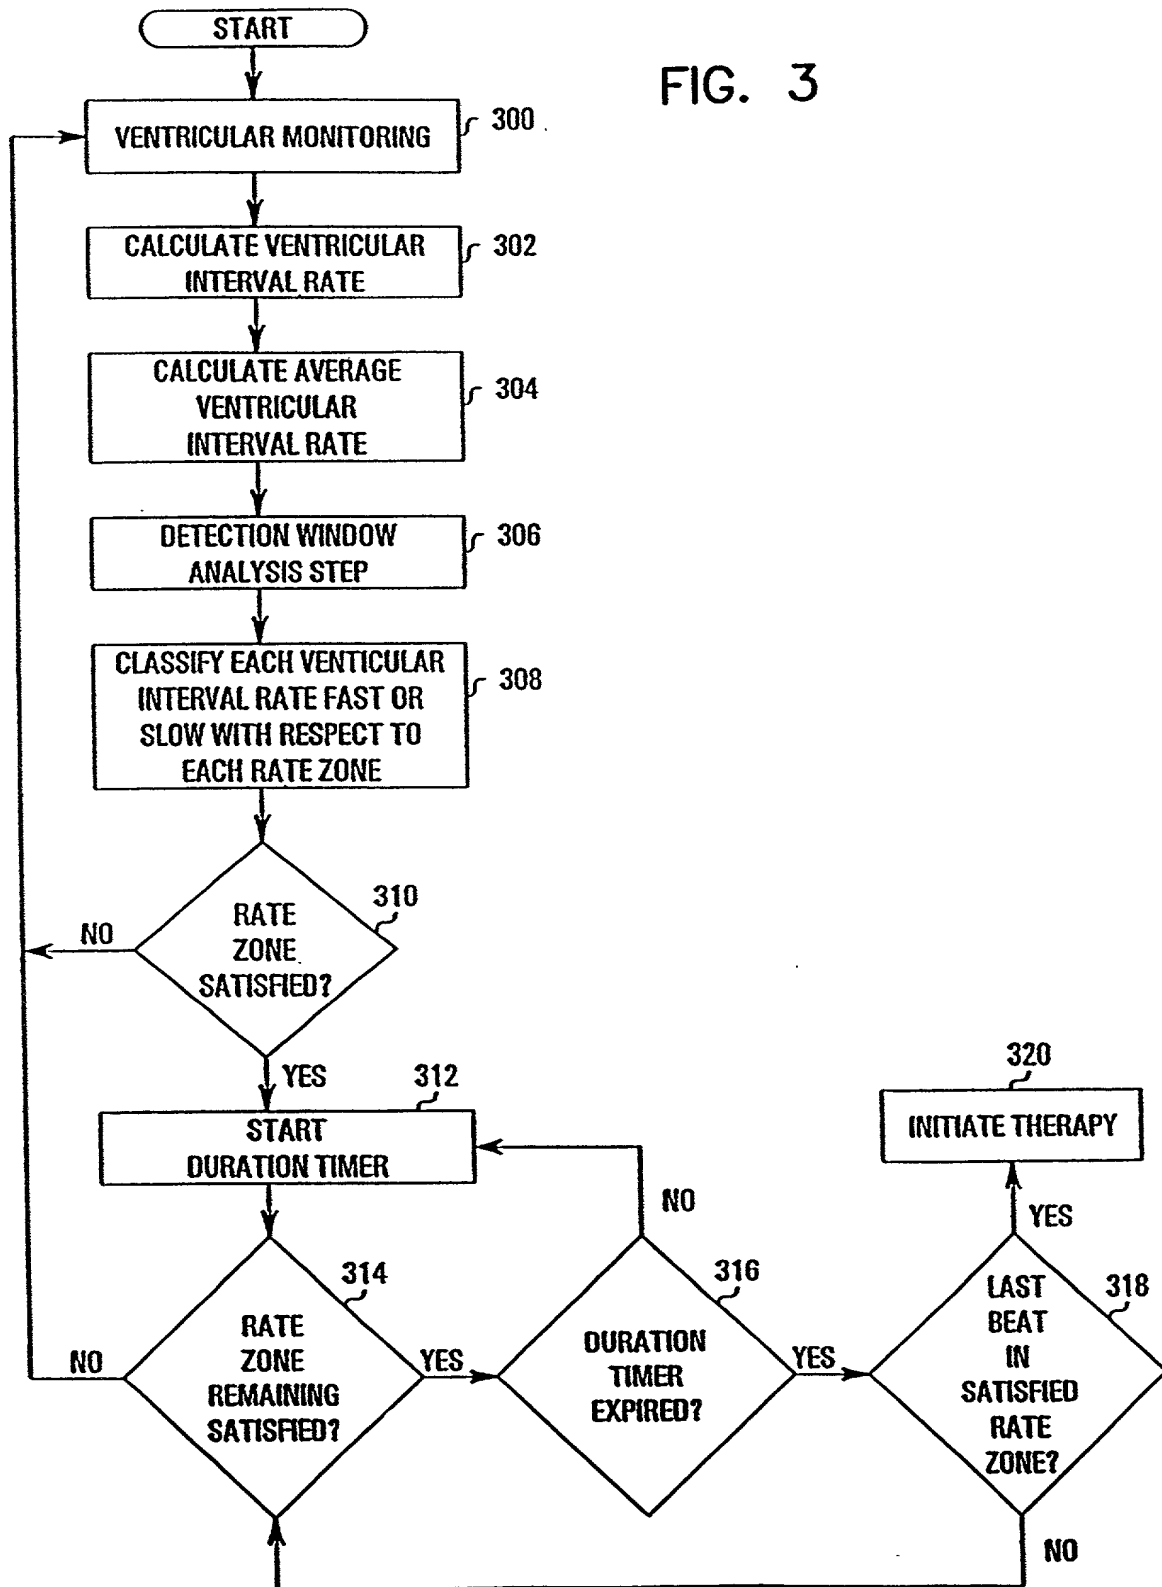 START
FIG. 3
VENTRICULAR MONITORING
300
CALCULATE VENTRICULAR
INTERVAL RATE
302
CALCULATE AVERAGE
VENTRICULAR
INTERVAL RATE
304
DETECTION WINDOW
ANALYSIS STEP
306
CLASSIFY EACH VENTICULAR
INTERVAL RATE FAST OR
SLOW WITH RESPECT TO
EACH RATE ZONE
308
RATE
ZONE
SATISFIED?
310
NO
YES
START
DURATION TIMER
312
RATE
ZONE
REMAINING
SATISFIED?
314
NO
YES
DURATION
TIMER
EXPIRED?
316
NO
YES
LAST
BEAT
IN
SATISFIED
RATE
ZONE?
318
YES
NO
INITIATE THERAPY
320